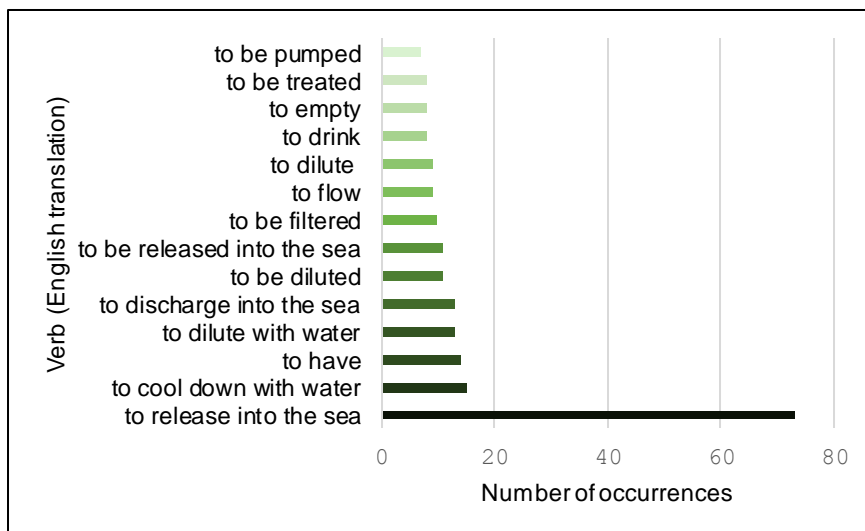 to be pumped
to be treated
to empty
to drink
to dilute
to flow
to be filtered
to be released into the sea
to be diluted
to discharge into the sea
to dilute with water
to have
to cool down with water
to release into the sea
Verb (English translation)
0 20 40 60 80
Number of occurrences